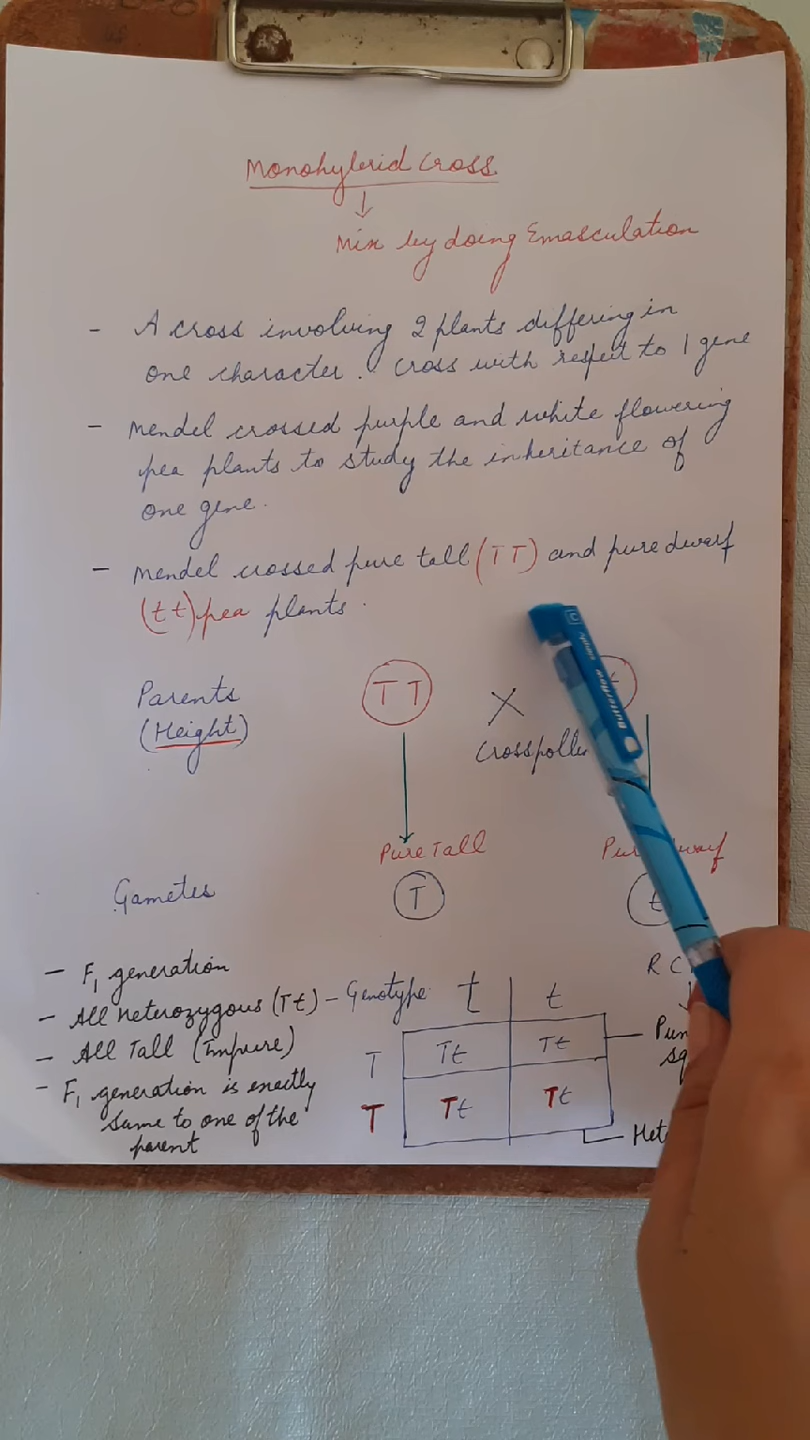 Monohybrid Cross
↓
Mix by doing Emasculation
- A cross involving 2 plants differing in
one character. Cross with respect to 1 gene
- Mendel crossed purple and white flowering
pea plants to study the inheritance of
one gene.
- Mendel crossed pure tall (TT) and pure dwarf
(tt) pea plants.
Parents TT X
(Height)
Pure Tall
Gametes T t
- F₁ generation
- All Heterozygous (Tt) - Genotype t t
- All Tall (Impure) T Tt Tt
- F₁ generation is exactly
same to one of the T Tt Tt
parent